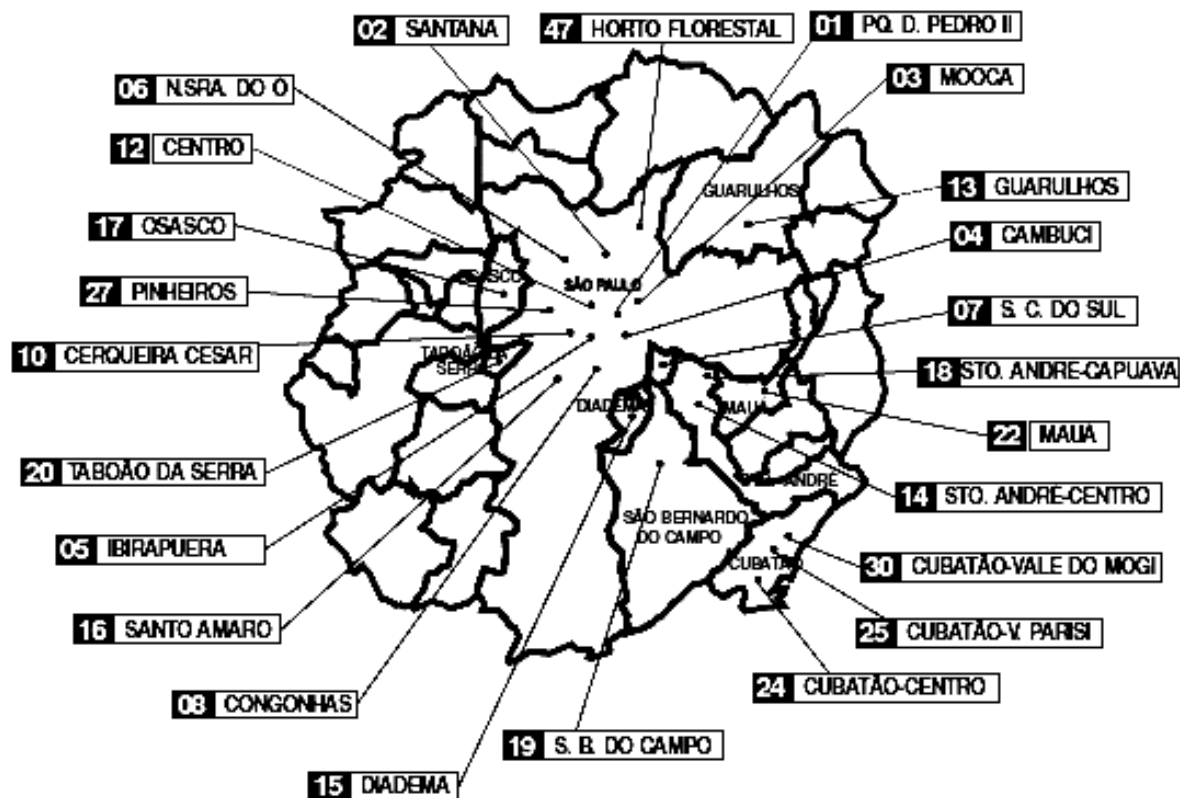 02 SANTANA
47 HORTO FLORESTAL
01 PQ. D. PEDRO II
06 N.SRA. DO O
03 MOOCA
12 CENTRO
GUARULHOS
13 GUARULHOS
17 OSASCO
04 CAMBUCI
SÃO PAULO
27 PINHEIROS
07 S. C. DO SUL
10 CERQUEIRA CESAR
18 STO. ANDRE-CAPUAVA
DIADEMA
MAUA
22 MAUA
20 TABOÃO DA SERRA
ANDRE
14 STO. ANDRE-CENTRO
SÃO BERNARDO
DO CAMPO
05 IBIRAPUERA
CUBATÃO
30 CUBATÃO-VALE DO MOGI
16 SANTO AMARO
25 CUBATÃO-V. PARISI
24 CUBATÃO-CENTRO
08 CONGONHAS
19 S. B. DO CAMPO
15 DIADEMA